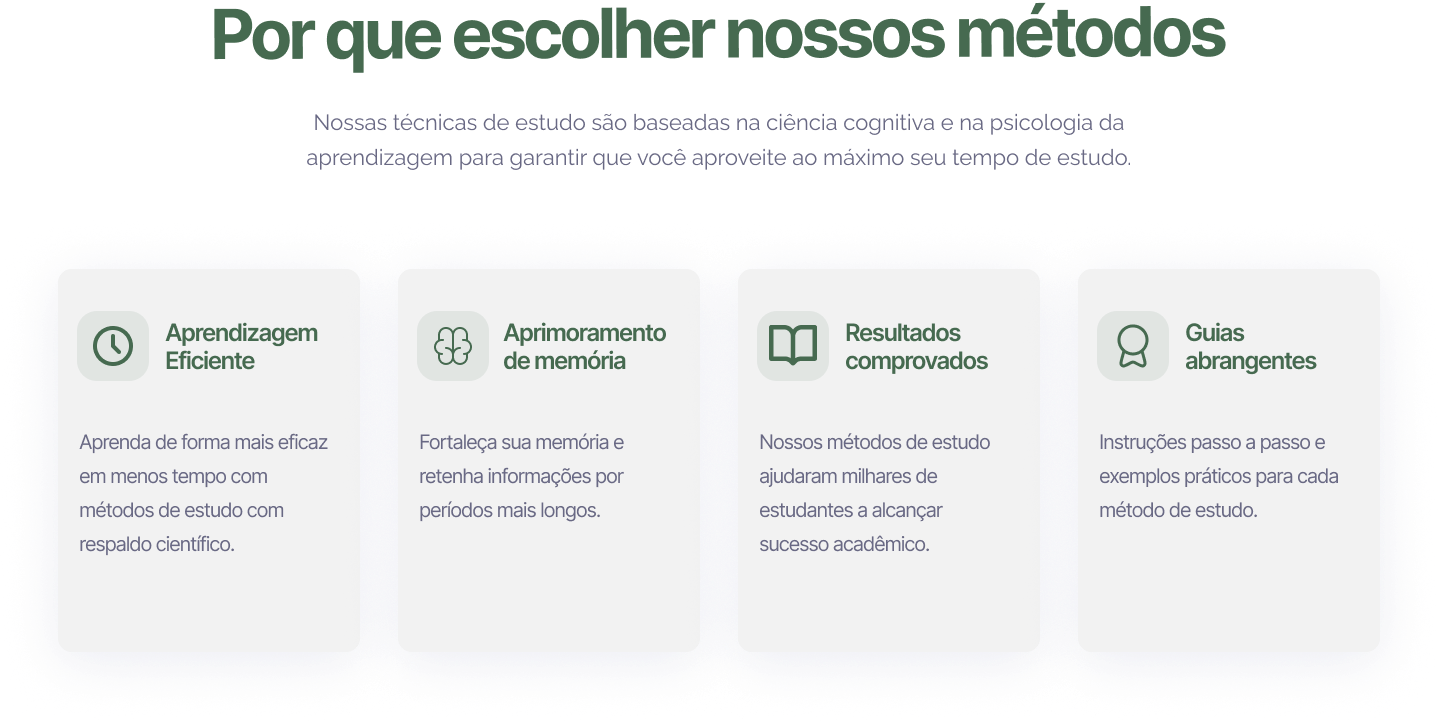 Por que escolher nossos métodos
Nossas técnicas de estudo são baseadas na ciência cognitiva e na psicologia da
aprendizagem para garantir que você aproveite ao máximo seu tempo de estudo.
Aprendizagem
Eficiente
Aprenda de forma mais eficaz
em menos tempo com
métodos de estudo com
respaldo científico.
Aprimoramento
de memória
Fortaleça sua memória e
retenha informações por
períodos mais longos.
Resultados
comprovados
Nossos métodos de estudo
ajudaram milhares de
estudantes a alcançar
sucesso acadêmico.
Guias
abrangentes
Instruções passo a passo e
exemplos práticos para cada
método de estudo.